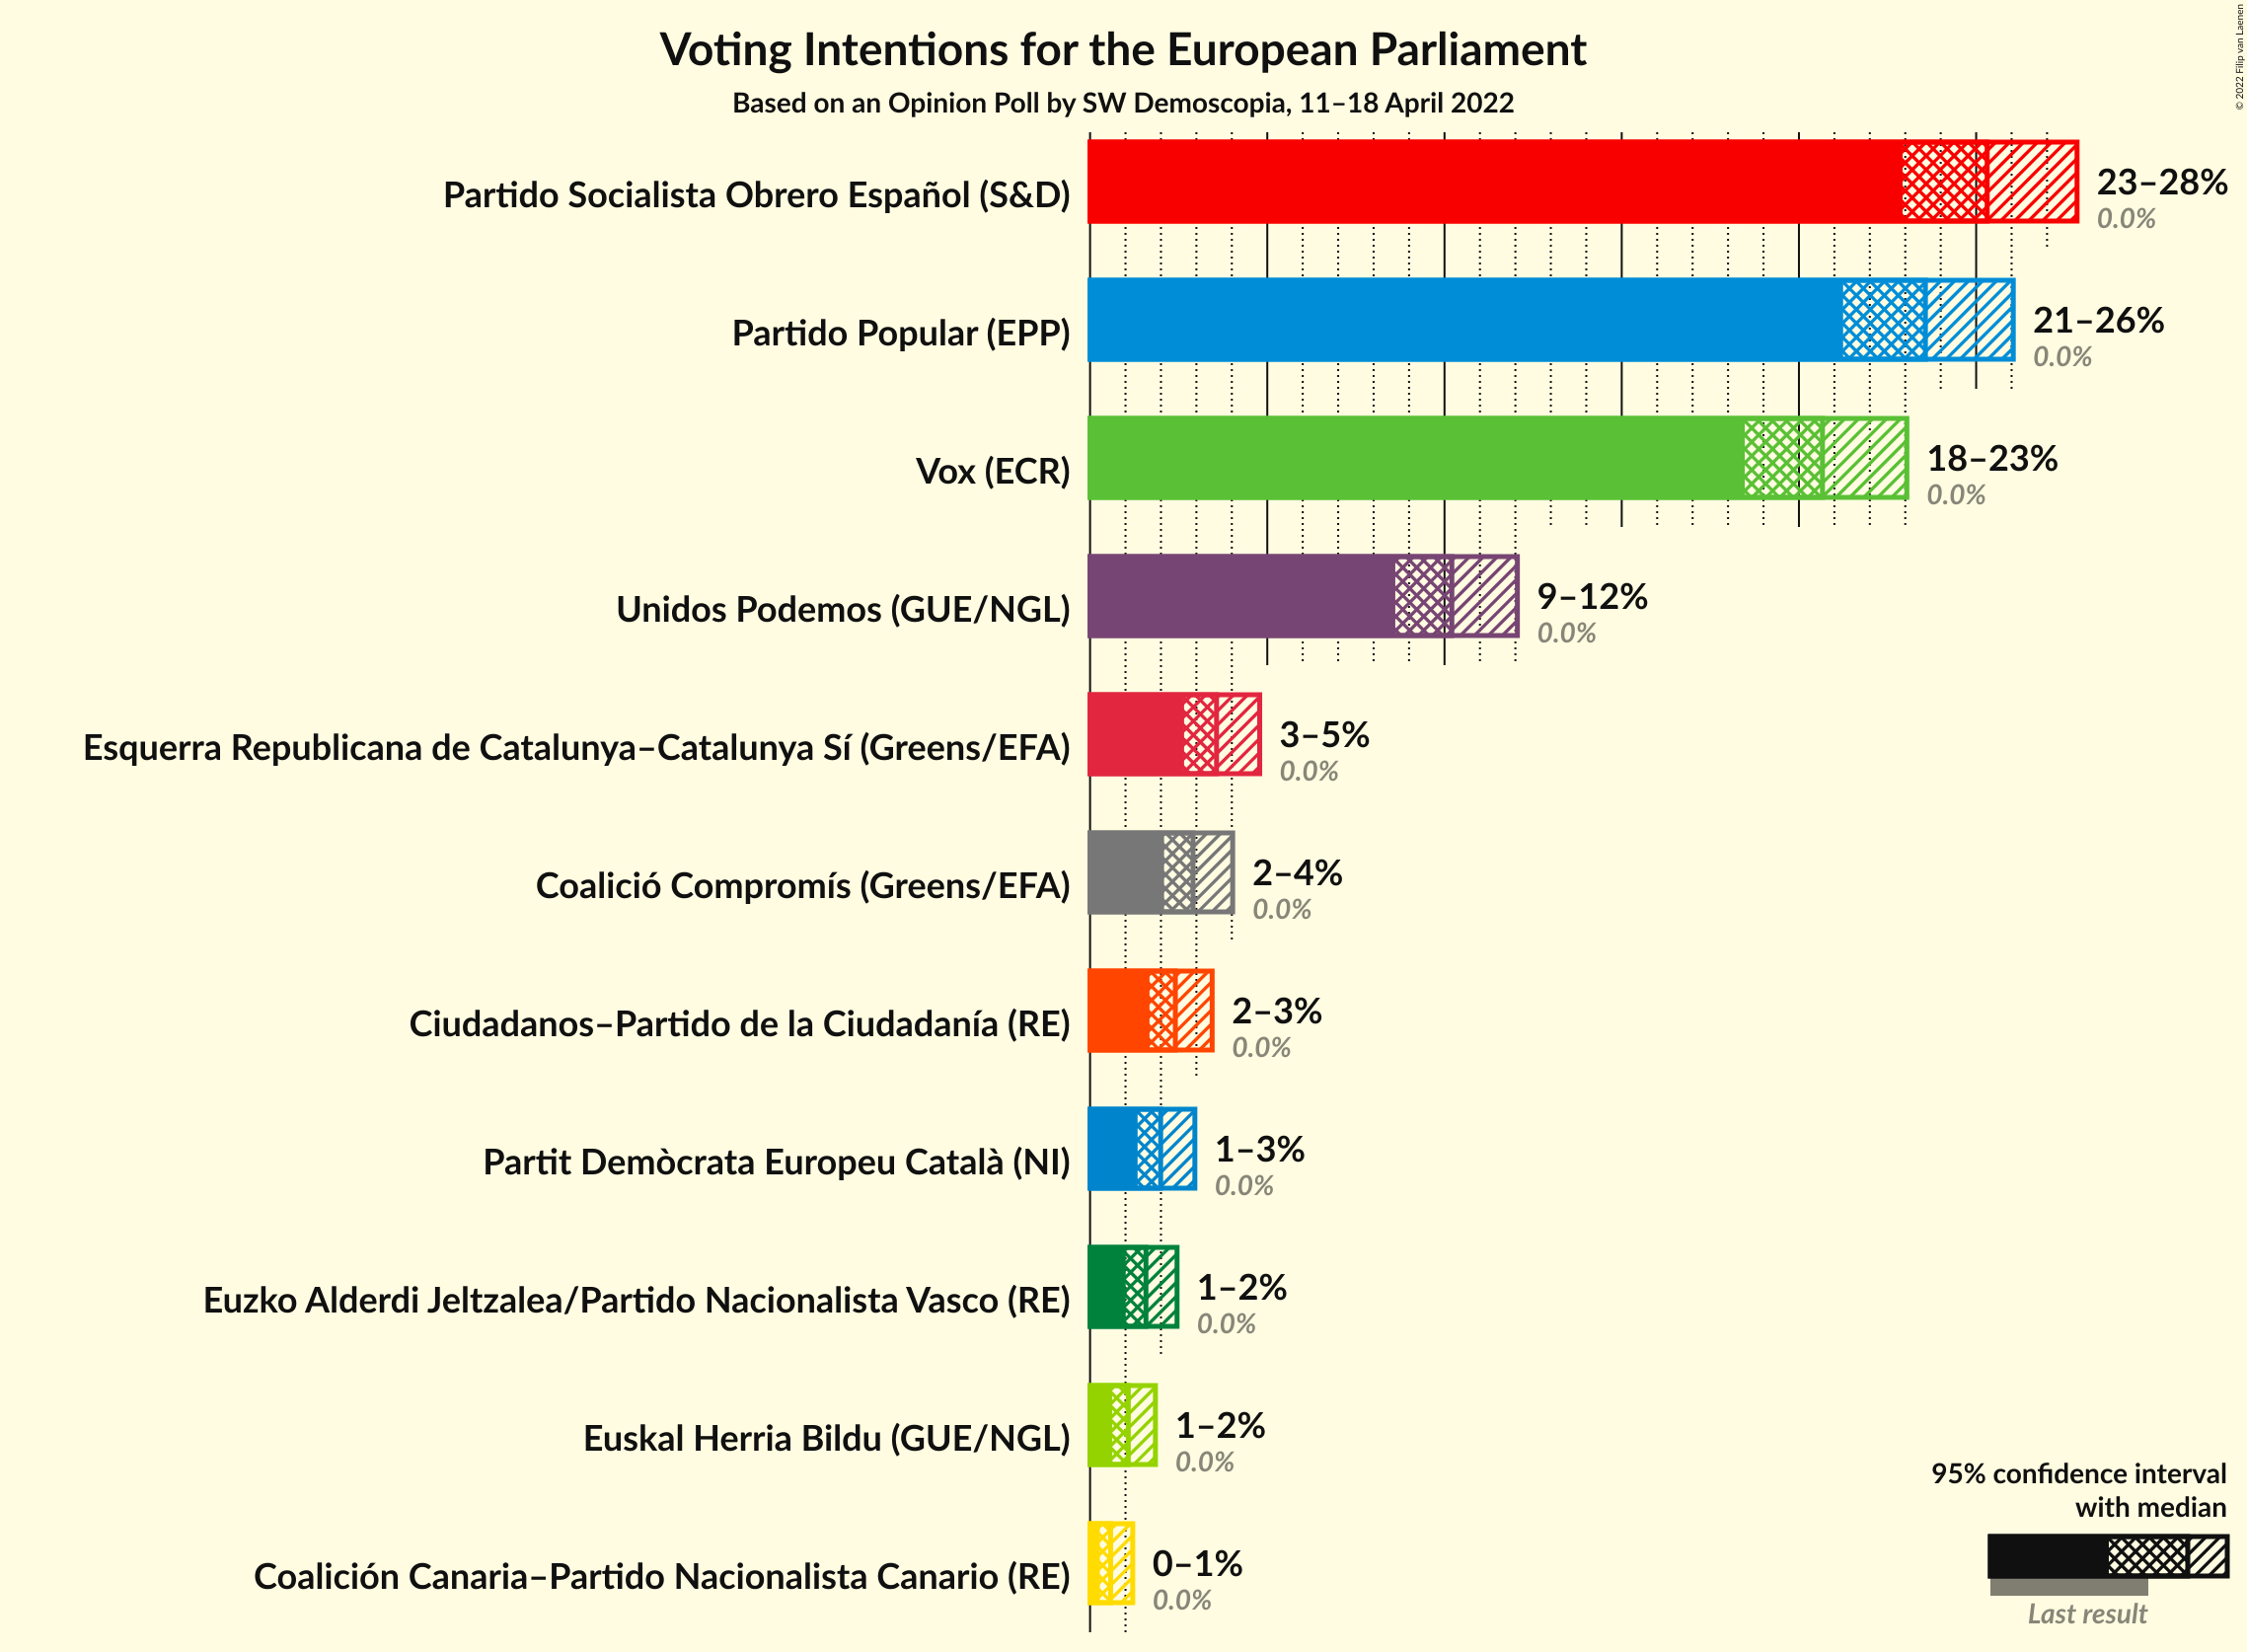 Voting Intentions for the European Parliament
Based on an Opinion Poll by SW Demoscopia, 11–18 April 2022
© 2022 Filip van Laenen
Partido Socialista Obrero Español (S&D)
23–28%
0.0%
Partido Popular (EPP)
21–26%
0.0%
Vox (ECR)
18–23%
0.0%
Unidos Podemos (GUE/NGL)
9–12%
0.0%
Esquerra Republicana de Catalunya–Catalunya Sí (Greens/EFA)
3–5%
0.0%
Coalició Compromís (Greens/EFA)
2–4%
0.0%
Ciudadanos–Partido de la Ciudadanía (RE)
2–3%
0.0%
Partit Demòcrata Europeu Català (NI)
1–3%
0.0%
Euzko Alderdi Jeltzalea/Partido Nacionalista Vasco (RE)
1–2%
0.0%
Euskal Herria Bildu (GUE/NGL)
1–2%
0.0%
Coalición Canaria–Partido Nacionalista Canario (RE)
0–1%
0.0%
95% confidence interval
with median
Last result